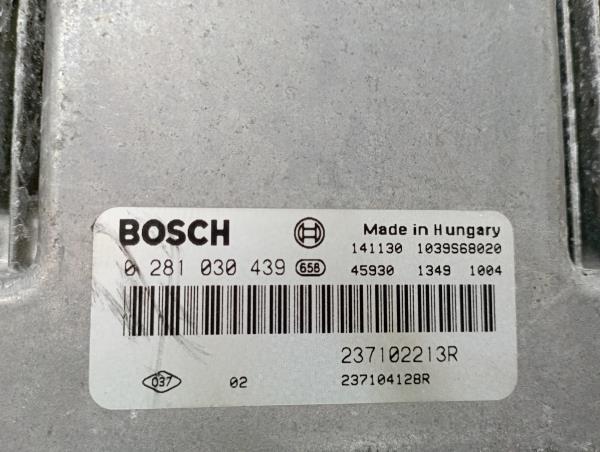 BOSCH
Made in Hungary
141130 1039S68020
0 281 030 439 658
45930 1349 1004
237102213R
037 02 237104128R